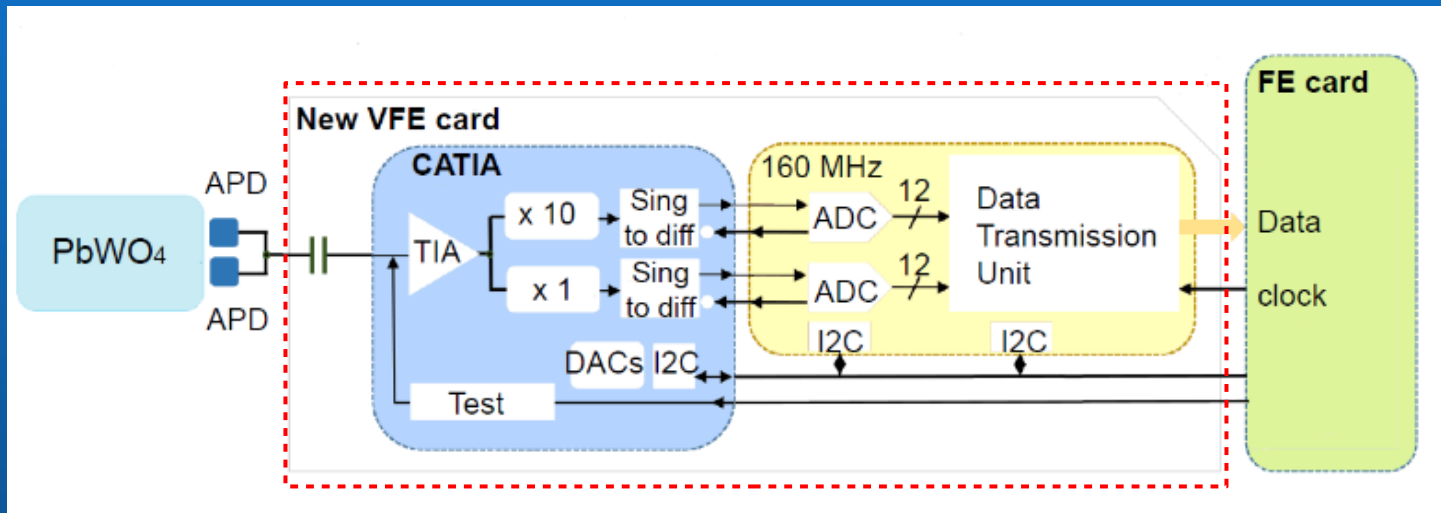 New VFE card
FE card
CATIA
160 MHz
APD
PbWO4
APD
TIA
x 10
Sing
to diff
ADC
12
x 1
Sing
to diff
ADC
12
Data
Transmission
Unit
Data
clock
I2C
I2C
DACs
I2C
Test